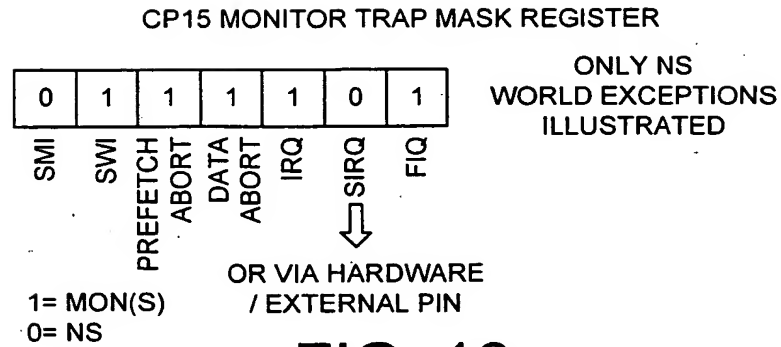 CP15 MONITOR TRAP MASK REGISTER
0 1 1 1 1 0 1
ONLY NS
WORLD EXCEPTIONS
ILLUSTRATED
SMI
SWI
PREFETCH
ABORT
DATA
ABORT
IRQ
SIRQ
FIQ
OR VIA HARDWARE
/ EXTERNAL PIN
1= MON(S)
0= NS